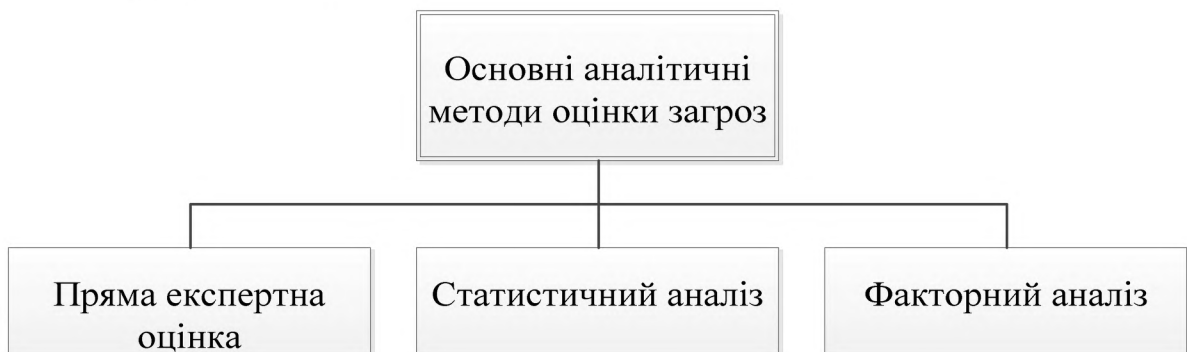 Основні аналітичні
методи оцінки загроз
Пряма експертна
оцінка
Статистичний аналіз
Факторний аналіз